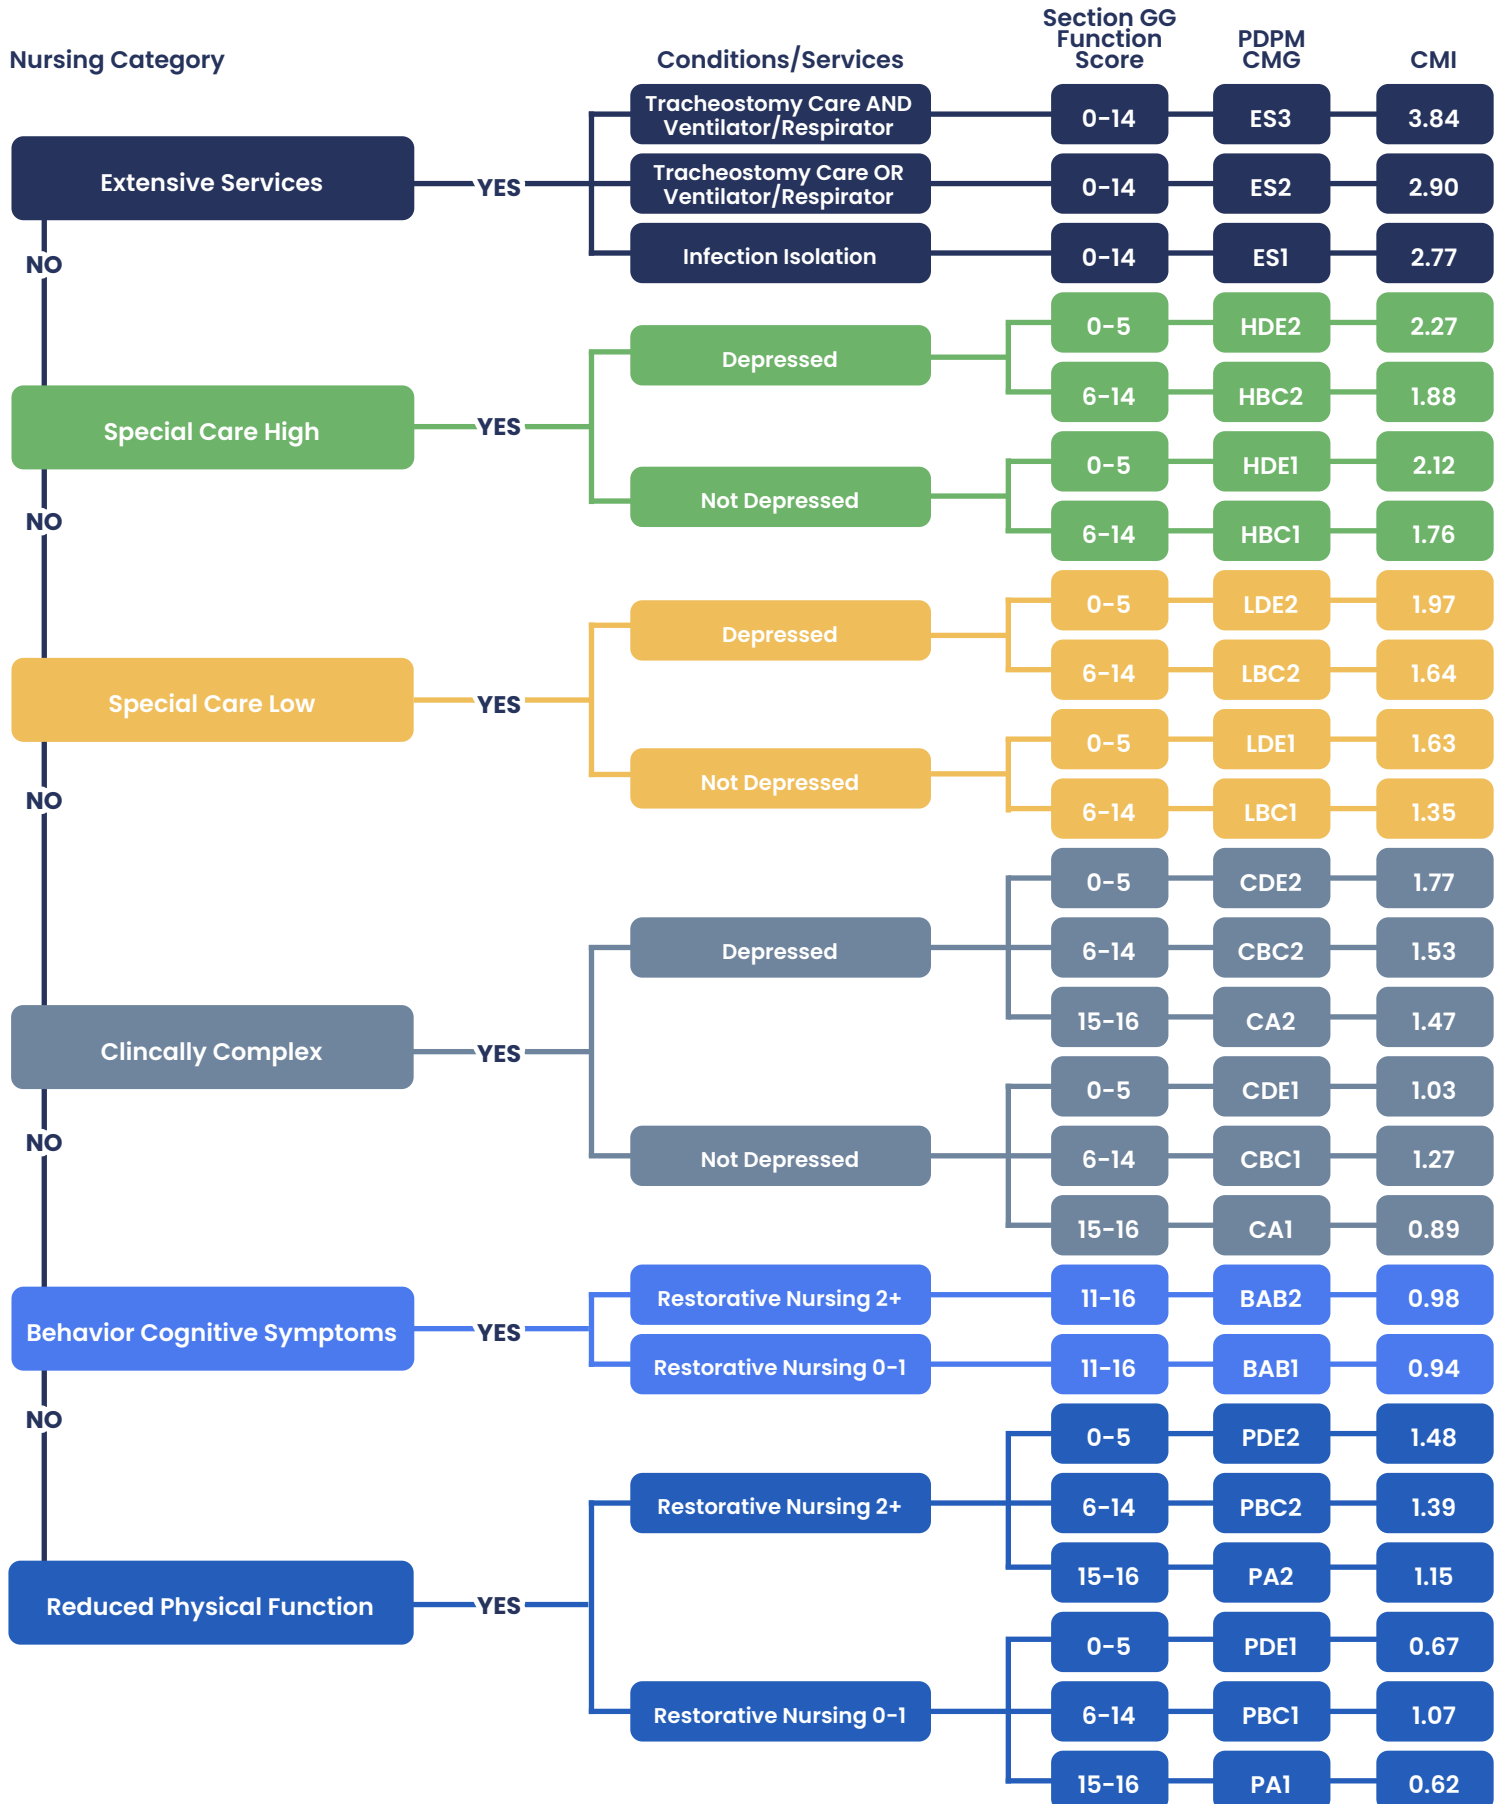 Nursing Category
Conditions/Services
Section GG
Function
Score
PDPM
CMG
CMI
Extensive Services
YES
Tracheostomy Care AND
Ventilator/Respirator
0-14
ES3
3.84
Tracheostomy Care OR
Ventilator/Respirator
0-14
ES2
2.90
Infection Isolation
0-14
ES1
2.77
NO
Special Care High
YES
Depressed
0-5
HDE2
2.27
6-14
HBC2
1.88
Not Depressed
0-5
HDE1
2.12
6-14
HBC1
1.76
NO
Special Care Low
YES
Depressed
0-5
LDE2
1.97
6-14
LBC2
1.64
Not Depressed
0-5
LDE1
1.63
6-14
LBC1
1.35
NO
Clincally Complex
YES
Depressed
0-5
CDE2
1.77
6-14
CBC2
1.53
15-16
CA2
1.47
Not Depressed
0-5
CDE1
1.03
6-14
CBC1
1.27
15-16
CA1
0.89
NO
Behavior Cognitive Symptoms
YES
Restorative Nursing 2+
11-16
BAB2
0.98
Restorative Nursing 0-1
11-16
BAB1
0.94
NO
Reduced Physical Function
YES
Restorative Nursing 2+
0-5
PDE2
1.48
6-14
PBC2
1.39
15-16
PA2
1.15
Restorative Nursing 0-1
0-5
PDE1
0.67
6-14
PBC1
1.07
15-16
PA1
0.62